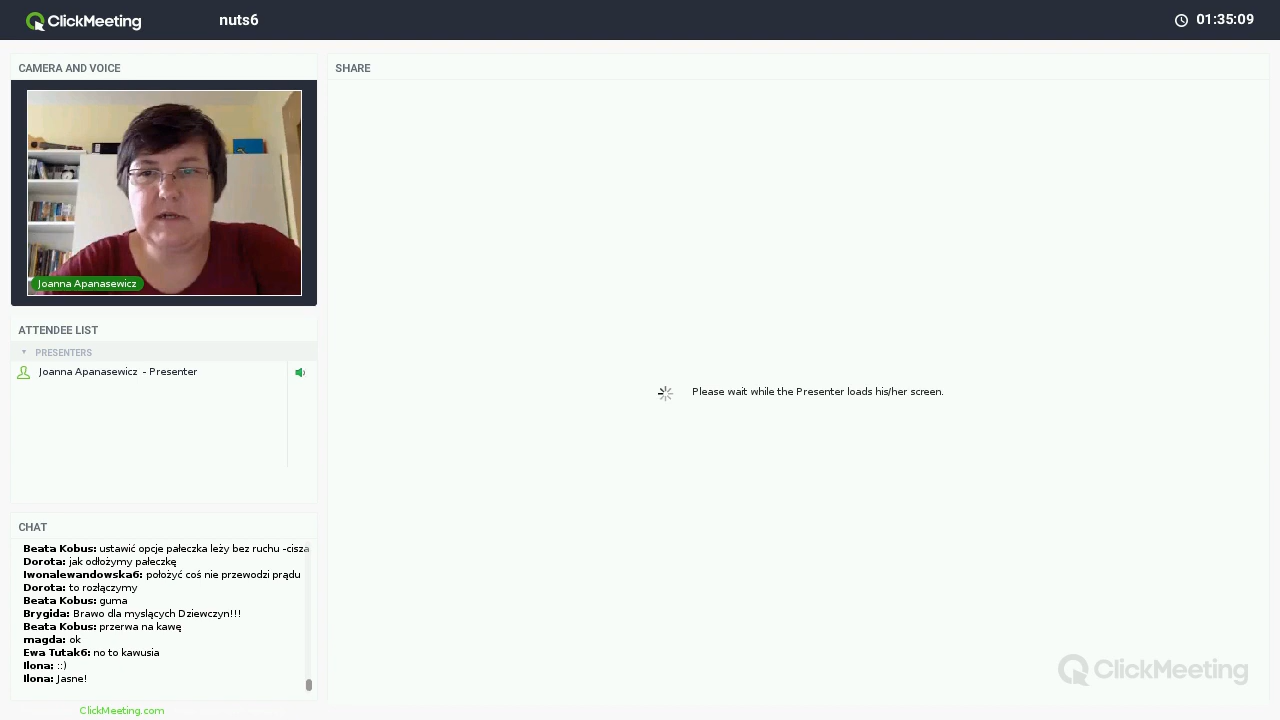 ClickMeeting
nuts6
01:35:09
CAMERA AND VOICE
Joanna Apanasewicz
ATTENDEE LIST
PRESENTERS
Joanna Apanasewicz - Presenter
CHAT
Beata Kobus: ustawić opcje pałeczka leży bez ruchu -cisza
Dorota: jak odłożymy pałeczkę
Iwonalewandowska6: położyć coś nie przewodzi prądu
Dorota: to rozłączymy
Beata Kobus: guma
Brygida: Brawo dla myslących Dziewczyn!!!
Beata Kobus: przerwa na kawę
magda: ok
Ewa Tutak6: no to kawusia
Ilona: ::)
Ilona: Jasne!
ClickMeeting.com
SHARE
Please wait while the Presenter loads his/her screen.
ClickMeeting